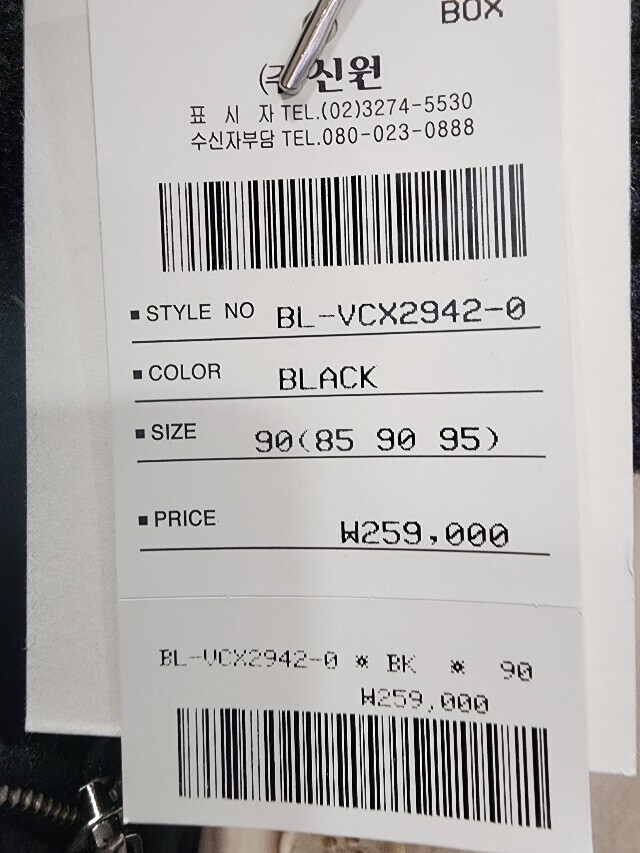 BOX
(주)신원
표 시 자 TEL.(02)3274-5530
수신자부담 TEL.080-023-0888
■ STYLE NO BL-VCX2942-0
■ COLOR BLACK
■ SIZE 90(85 90 95)
■ PRICE ₩259,000
BL-VCX2942-0 * BK * 90
₩259,000